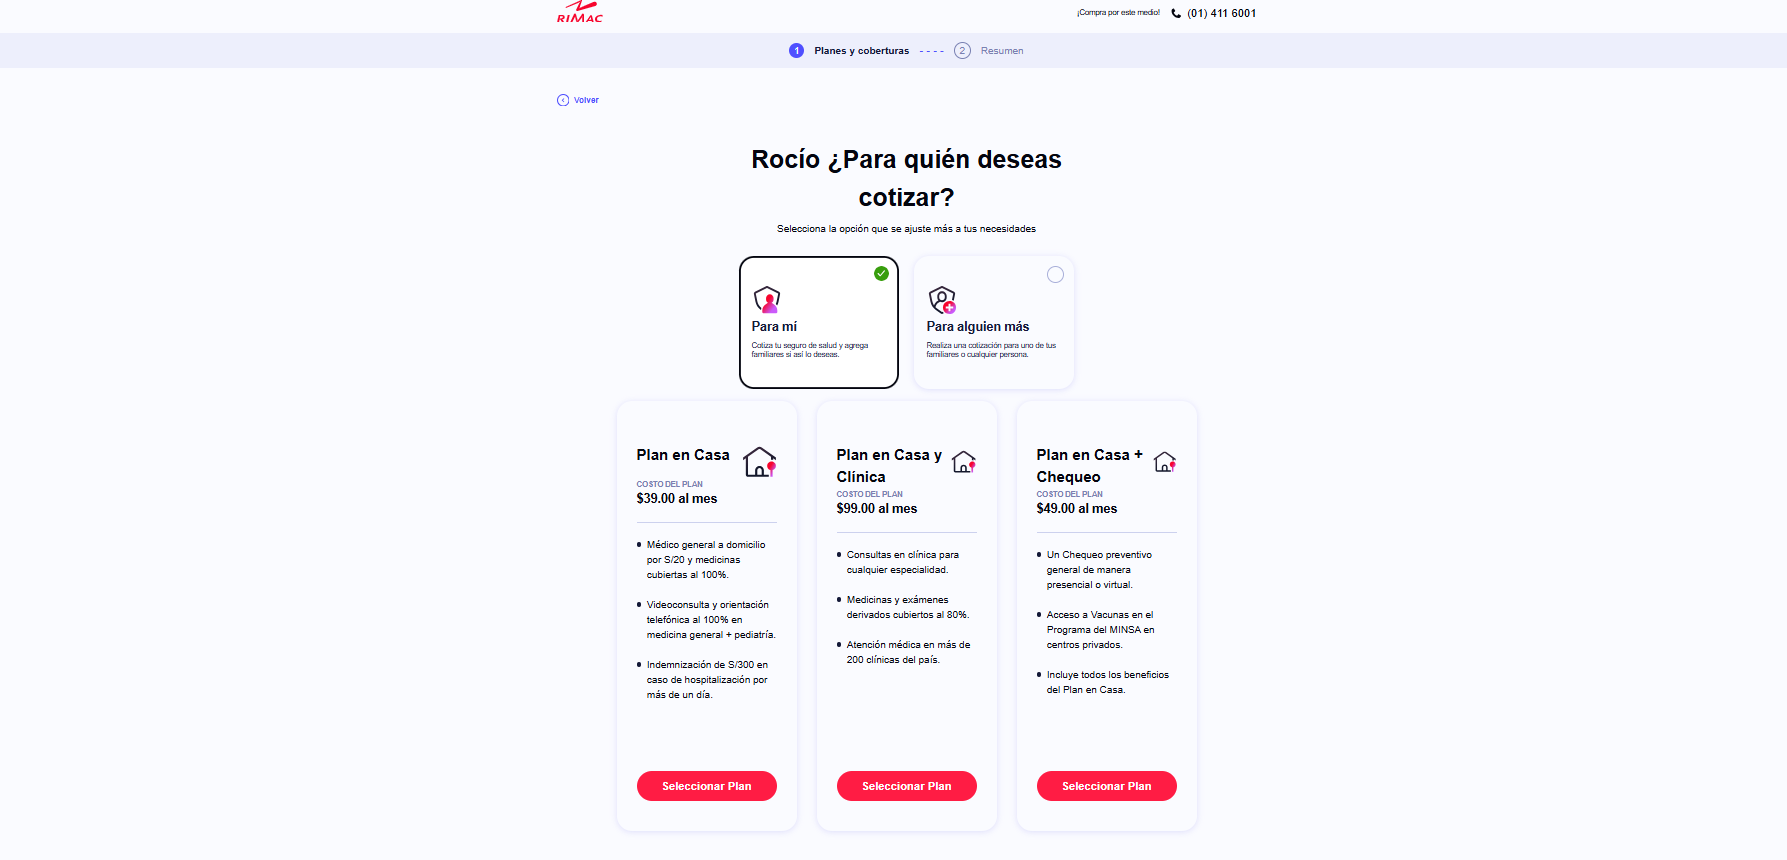 RIMAC
¡Compra por este medio! (01) 411 6001
1 Planes y coberturas ---- 2 Resumen
Volver
Rocío ¿Para quién deseas
cotizar?
Selecciona la opción que se ajuste más a tus necesidades
Para mí
Cotiza tu seguro de salud y agrega
familiares si así lo deseas.
Para alguien más
Realiza una cotización para uno de tus
familiares o cualquier persona.
Plan en Casa
COSTO DEL PLAN
$39.00 al mes
Médico general a domicilio
por S/20 y medicinas
cubiertas al 100%.
Videoconsulta y orientación
telefónica al 100% en
medicina general + pediatría.
Indemnización de S/300 en
caso de hospitalización por
más de un día.
Seleccionar Plan
Plan en Casa y
Clínica
COSTO DEL PLAN
$99.00 al mes
Consultas en clínica para
cualquier especialidad.
Medicinas y exámenes
derivados cubiertos al 80%.
Atención médica en más de
200 clínicas del país.
Seleccionar Plan
Plan en Casa +
Chequeo
COSTO DEL PLAN
$49.00 al mes
Un Chequeo preventivo
general de manera
presencial o virtual.
Acceso a Vacunas en el
Programa del MINSA en
centros privados.
Incluye todos los beneficios
del Plan en Casa.
Seleccionar Plan